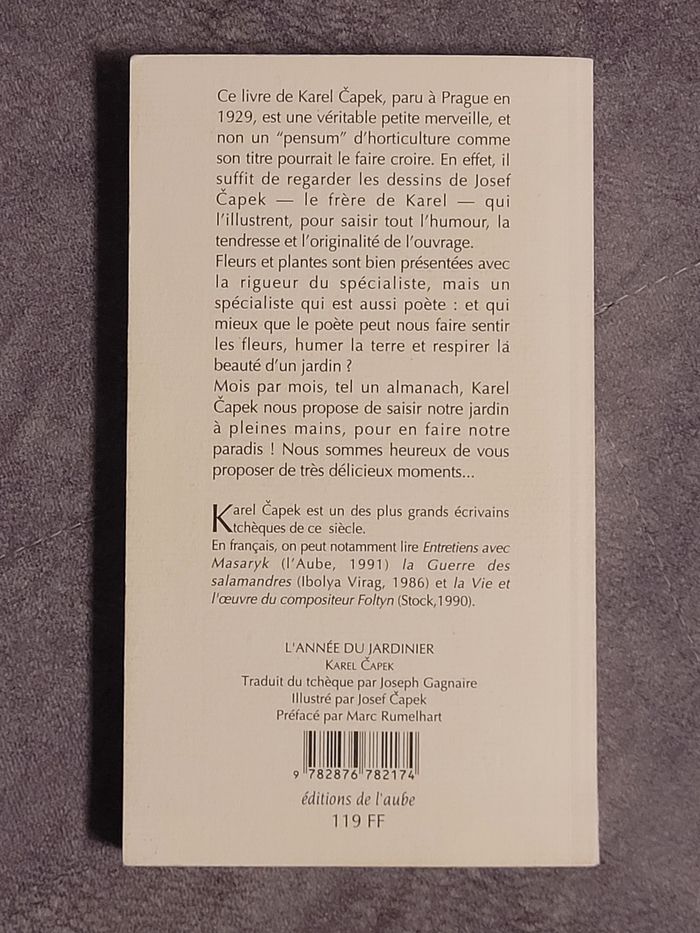 Ce livre de Karel Čapek, paru à Prague en
1929, est une véritable petite merveille, et
non un “pensum” d’horticulture comme
son titre pourrait le faire croire. En effet, il
suffit de regarder les dessins de Josef
Čapek — le frère de Karel — qui
l’illustrent, pour saisir tout l’humour, la
tendresse et l’originalité de l’ouvrage.
Fleurs et plantes sont bien présentées avec
la rigueur du spécialiste, mais un
spécialiste qui est aussi poète : et qui
mieux que le poète peut nous faire sentir
les fleurs, humer la terre et respirer la
beauté d’un jardin ?
Mois par mois, tel un almanach, Karel
Čapek nous propose de saisir notre jardin
à pleines mains, pour en faire notre
paradis ! Nous sommes heureux de vous
proposer de très délicieux moments...
Karel Čapek est un des plus grands écrivains
tchèques de ce siècle.
En français, on peut notamment lire Entretiens avec
Masaryk (l’Aube, 1991) la Guerre des
salamandres (Ibolya Virag, 1986) et la Vie et
l’œuvre du compositeur Foltyn (Stock,1990).
L'ANNÉE DU JARDINIER
KAREL ČAPEK
Traduit du tchèque par Joseph Gagnaire
Illustré par Josef Čapek
Préfacé par Marc Rumelhart
9 782876 782174
éditions de l'aube
119 FF